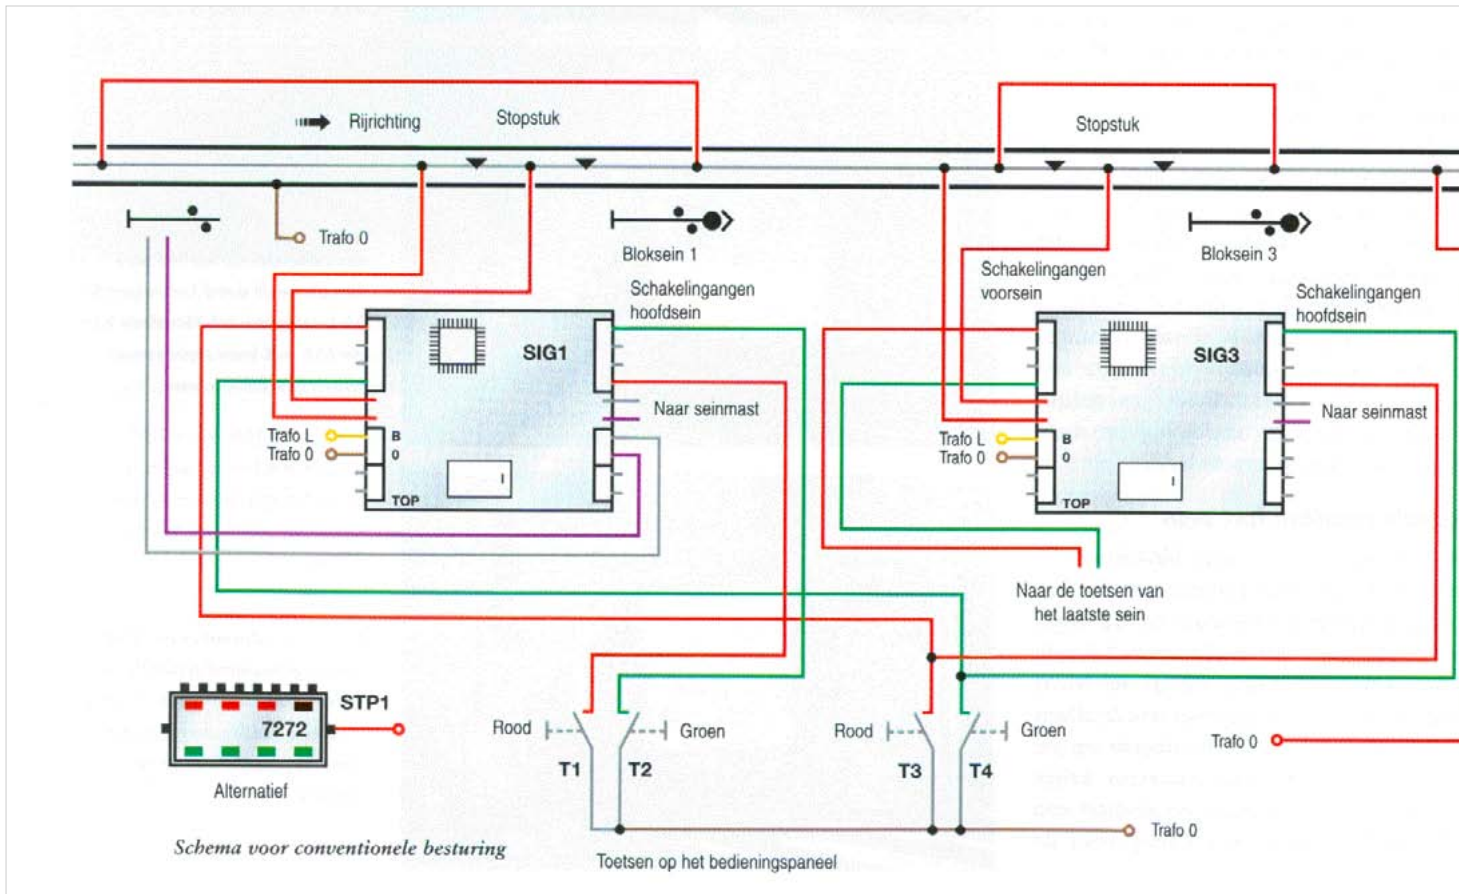 Rijrichting
Stopstuk
Stopstuk
Trafo 0
Bloksein 1
Bloksein 3
Schakelingangen
hoofdsein
Schakelingangen
voorsein
Schakelingangen
hoofdsein
SIG1
SIG3
Naar seinmast
Naar seinmast
Trafo L
B
Trafo 0
0
TOP
Trafo L
B
Trafo 0
0
TOP
Naar de toetsen van
het laatste sein
STP1
7272
Alternatief
Rood
Groen
T1
T2
Rood
Groen
T3
T4
Trafo 0
Trafo 0
Schema voor conventionele besturing
Toetsen op het bedieningspaneel